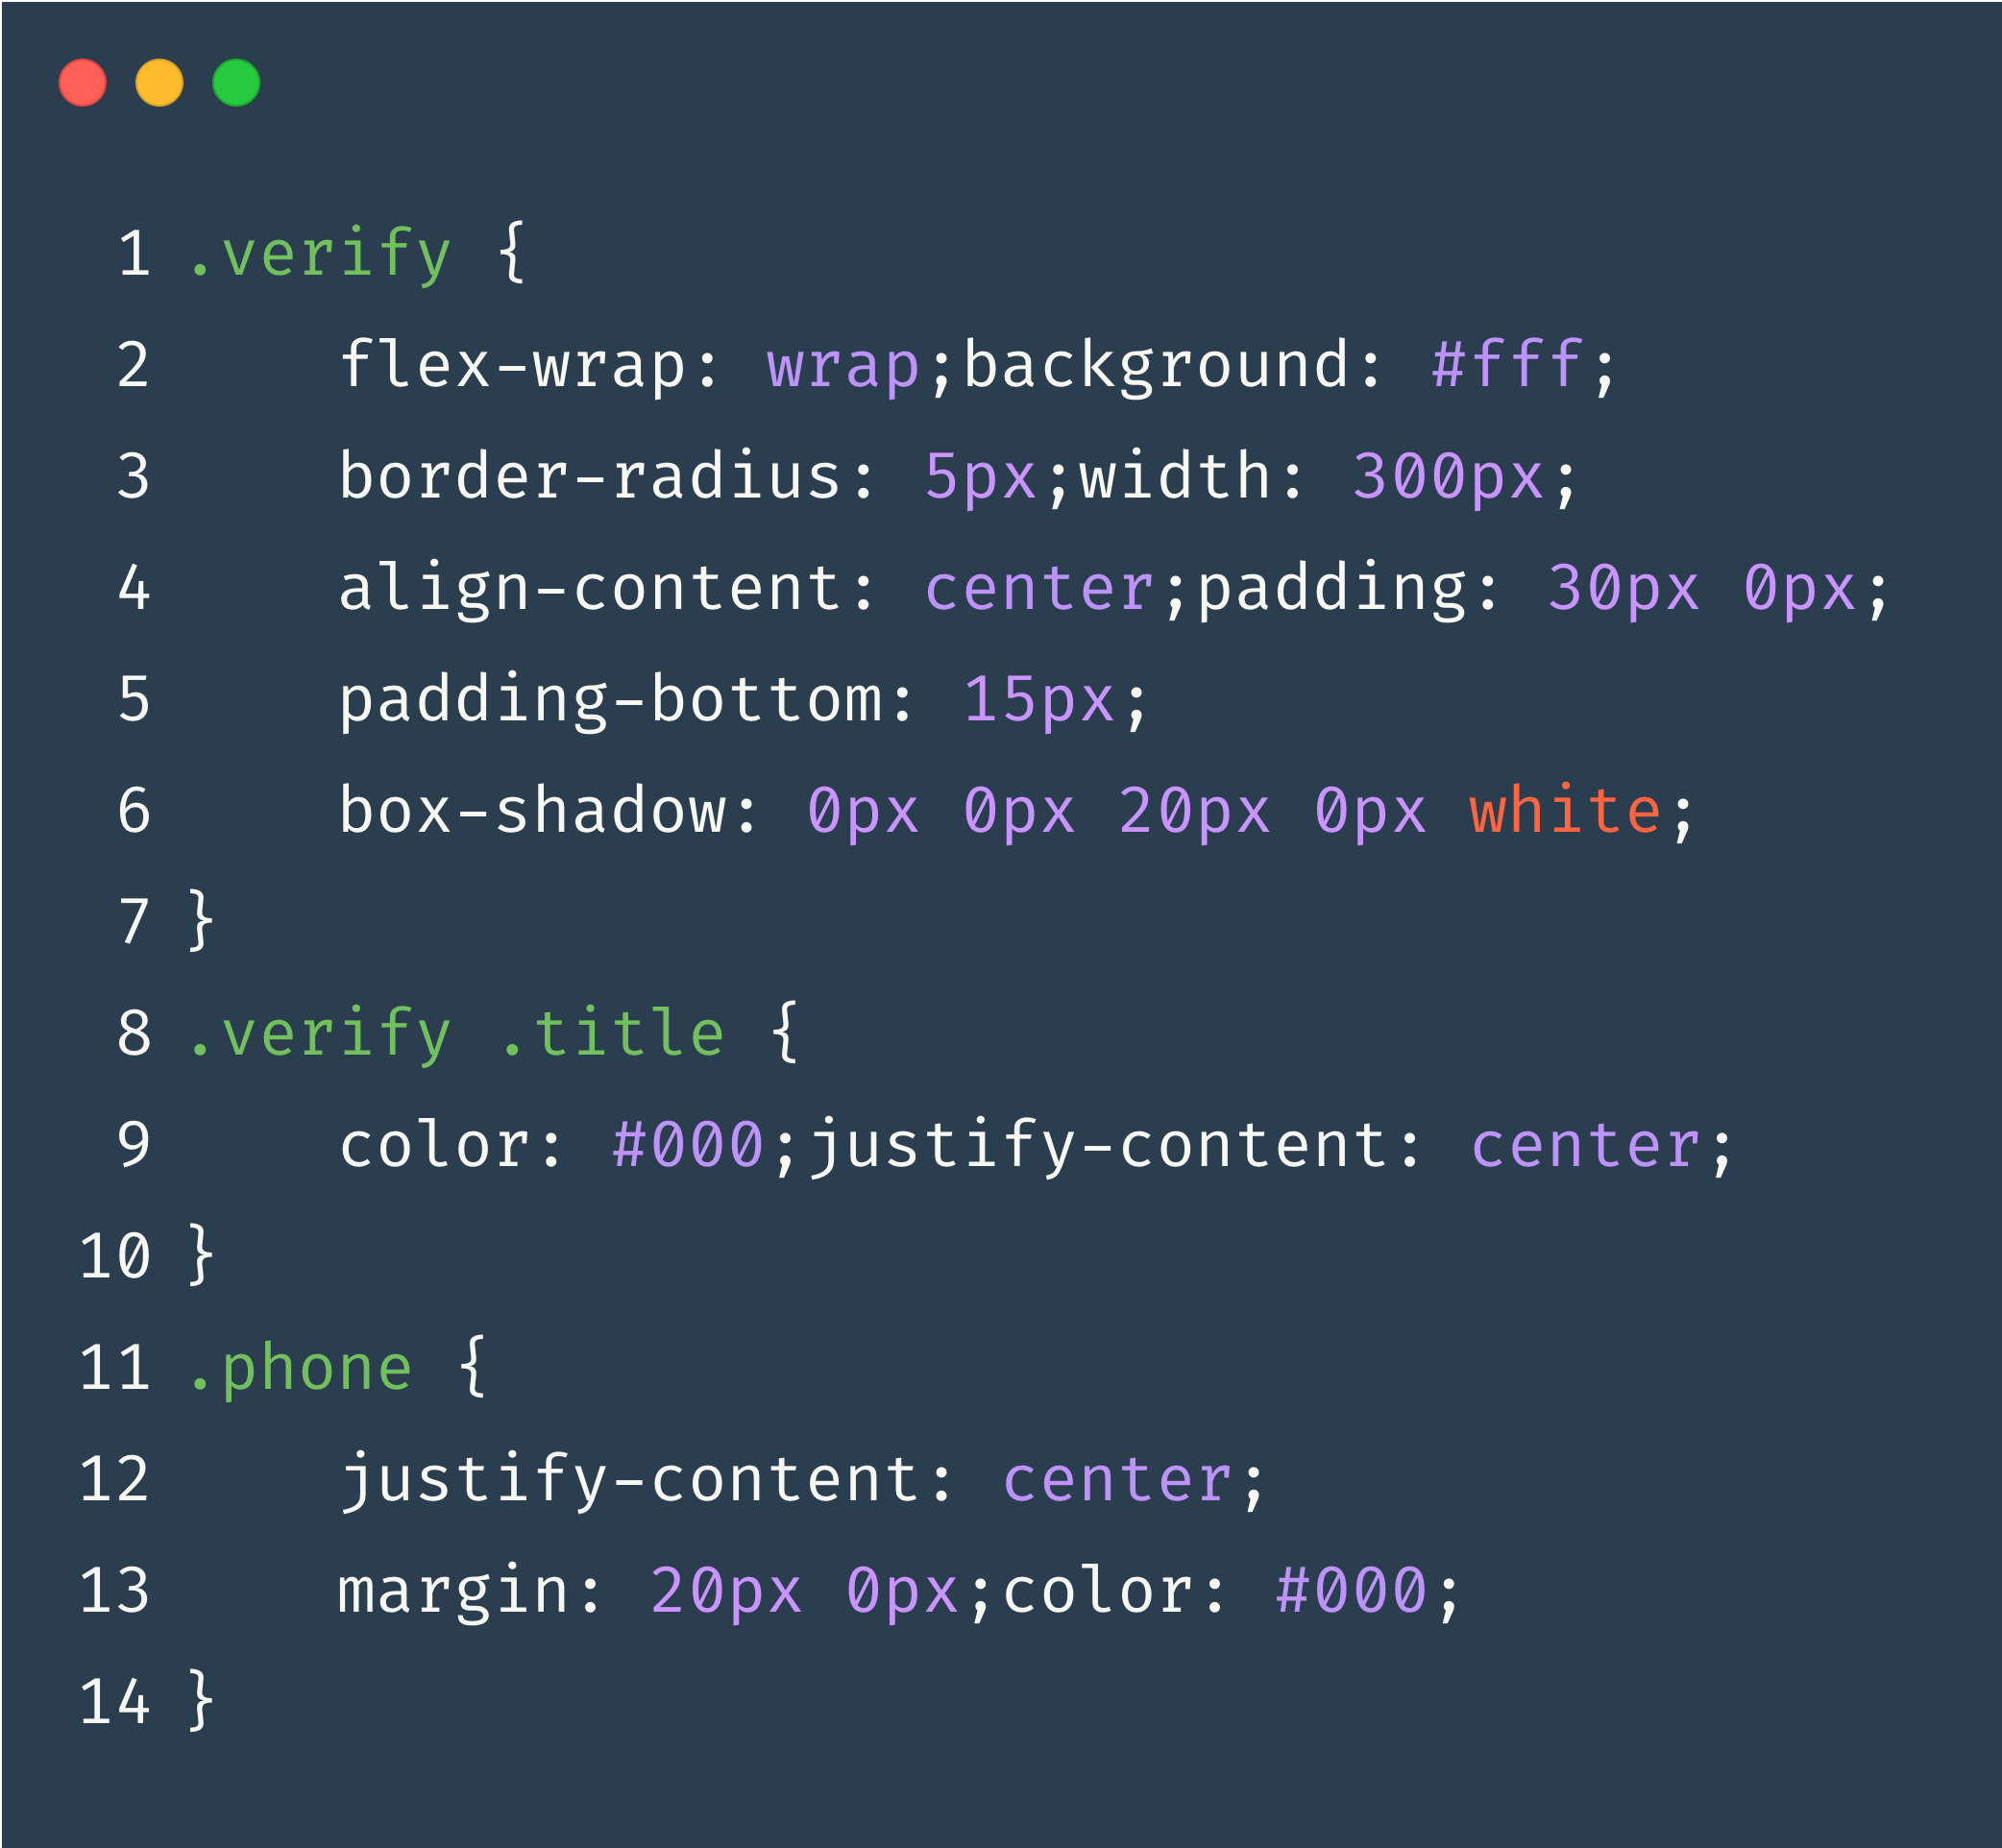 1 .verify {
2     flex-wrap: wrap;background: #fff;
3     border-radius: 5px;width: 300px;
4     align-content: center;padding: 30px 0px;
5     padding-bottom: 15px;
6     box-shadow: 0px 0px 20px 0px white;
7 }
8 .verify .title {
9     color: #000;justify-content: center;
10 }
11 .phone {
12     justify-content: center;
13     margin: 20px 0px;color: #000;
14 }